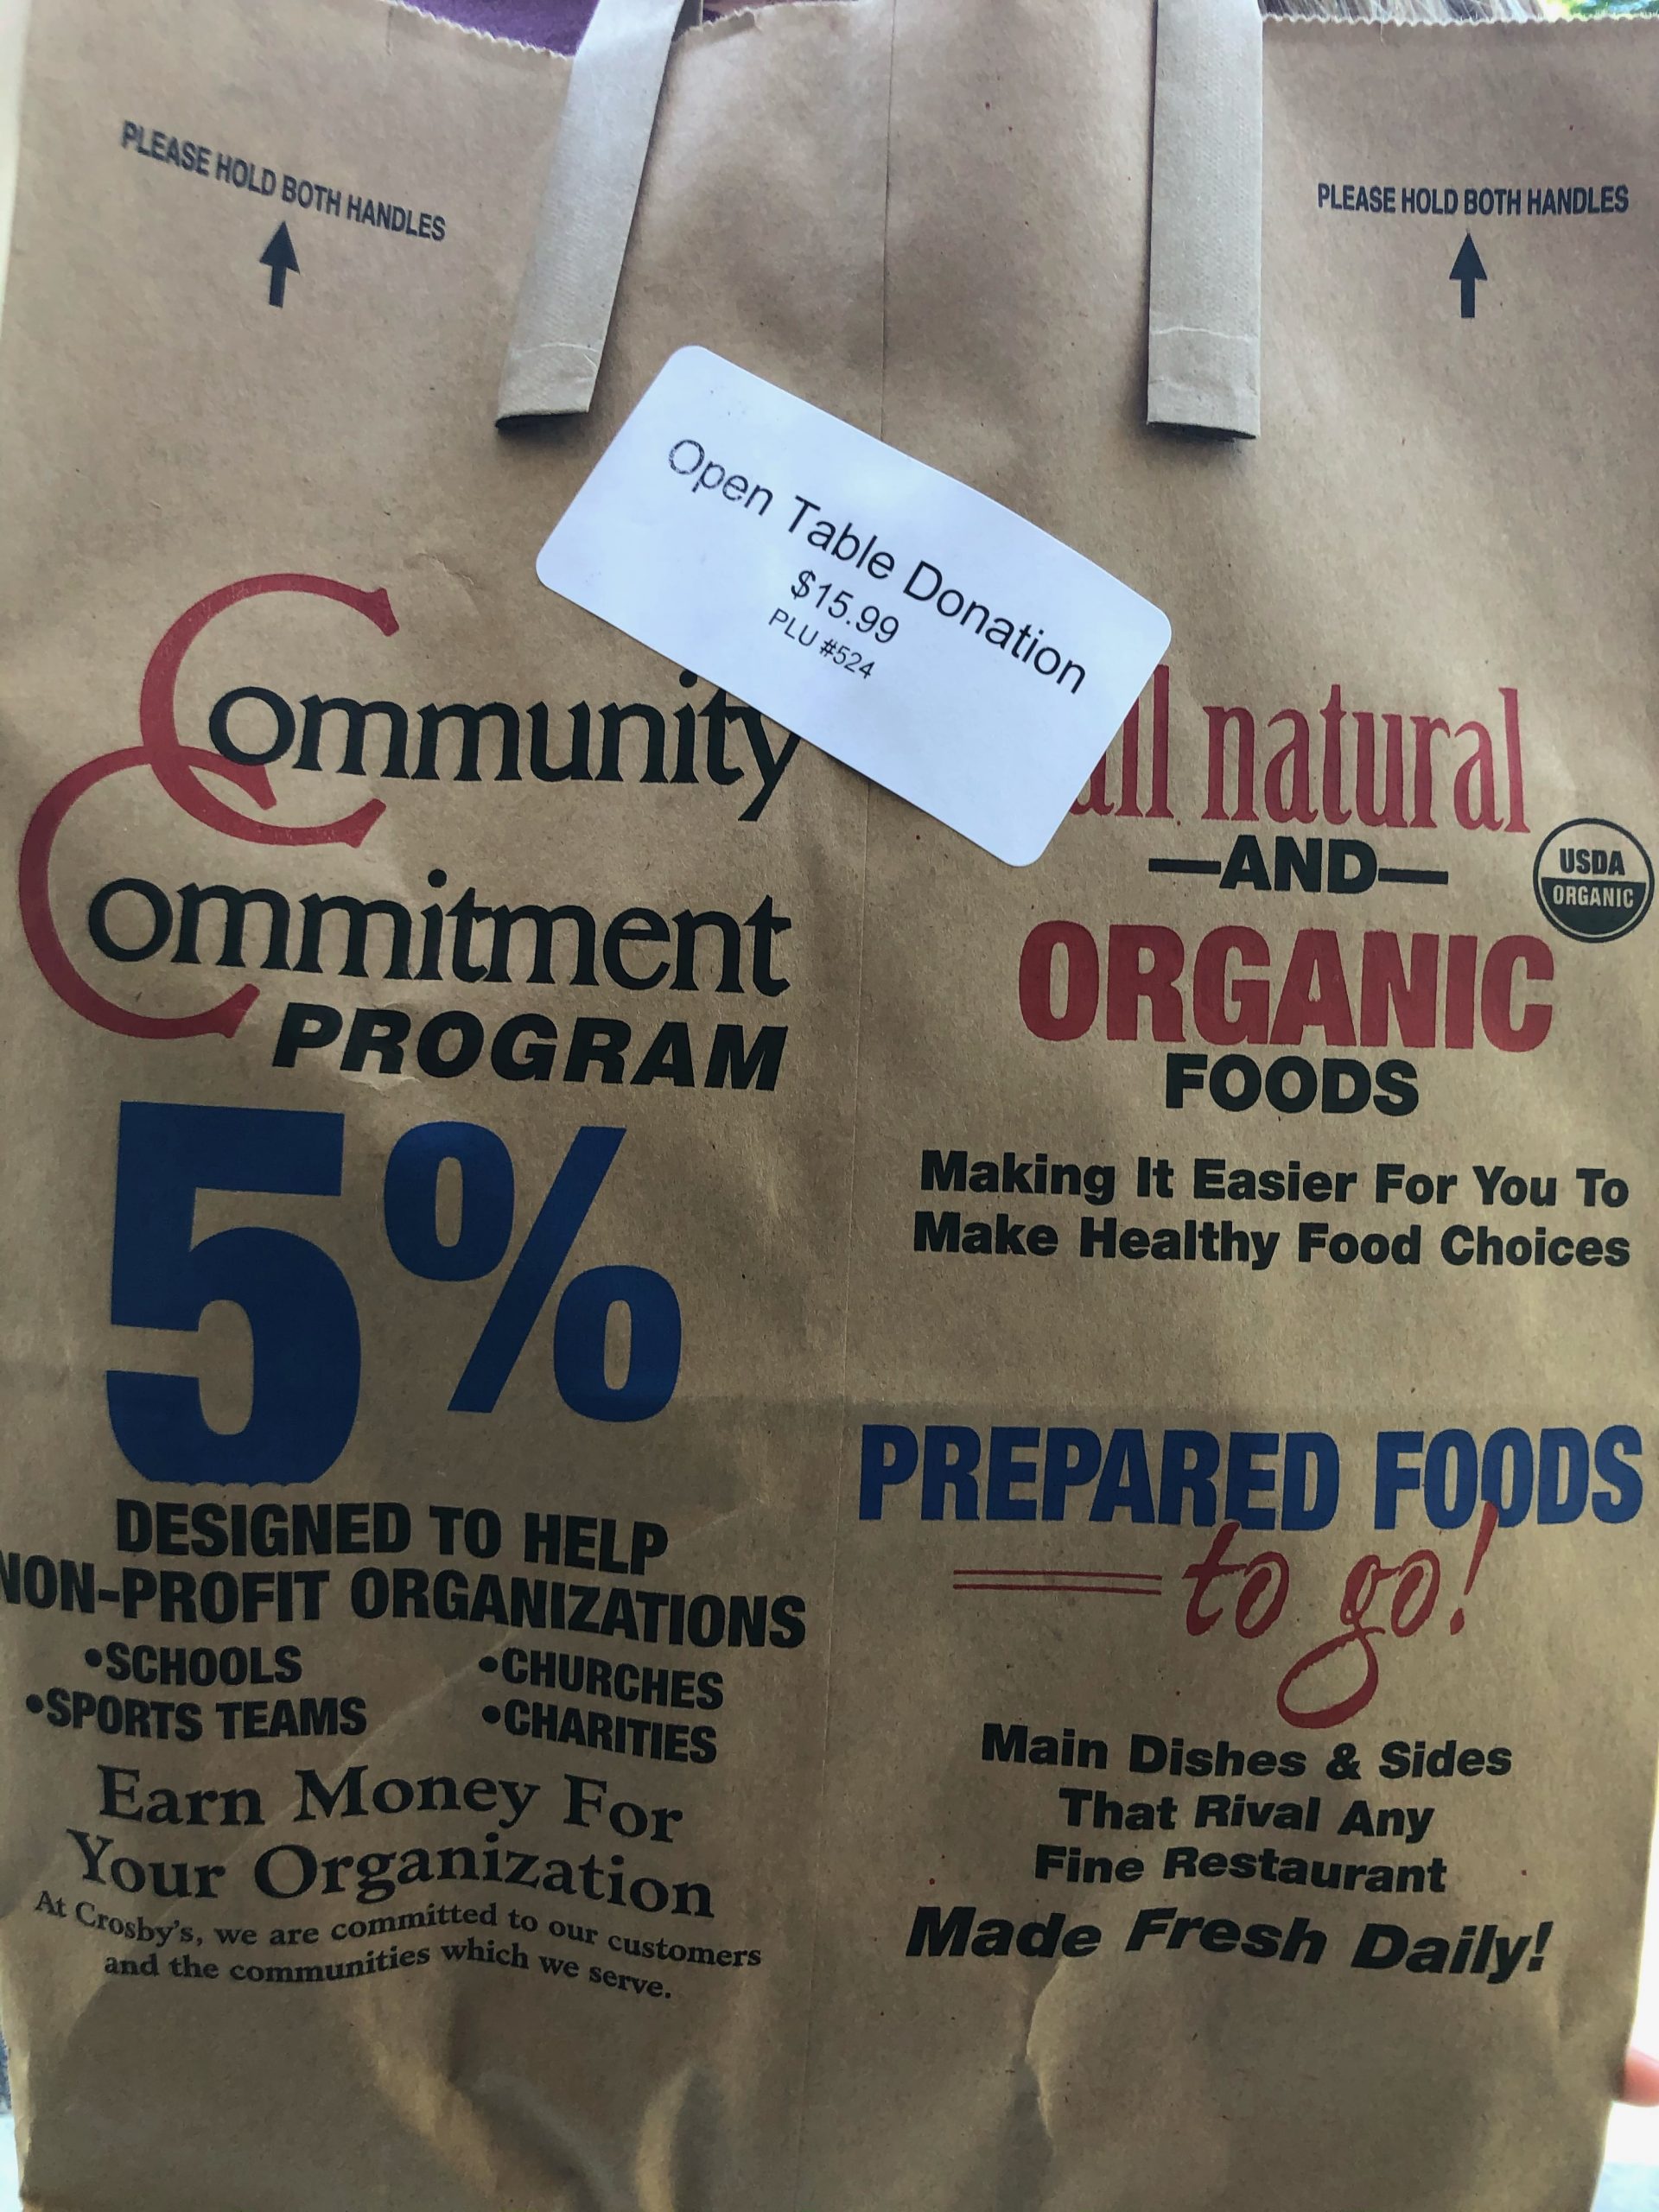 PLEASE HOLD BOTH HANDLES
PLEASE HOLD BOTH HANDLES
Open Table Donation
$15.99
PLU #524
Community
Commitment
PROGRAM
5%
DESIGNED TO HELP
NON-PROFIT ORGANIZATIONS
•SCHOOLS •CHURCHES
•SPORTS TEAMS •CHARITIES
Earn Money For
Your Organization
At Crosby's, we are committed to our customers
and the communities which we serve.
all natural
—AND—
USDA
ORGANIC
ORGANIC
FOODS
Making It Easier For You To
Make Healthy Food Choices
PREPARED FOODS
to go!
Main Dishes & Sides
That Rival Any
Fine Restaurant
Made Fresh Daily!